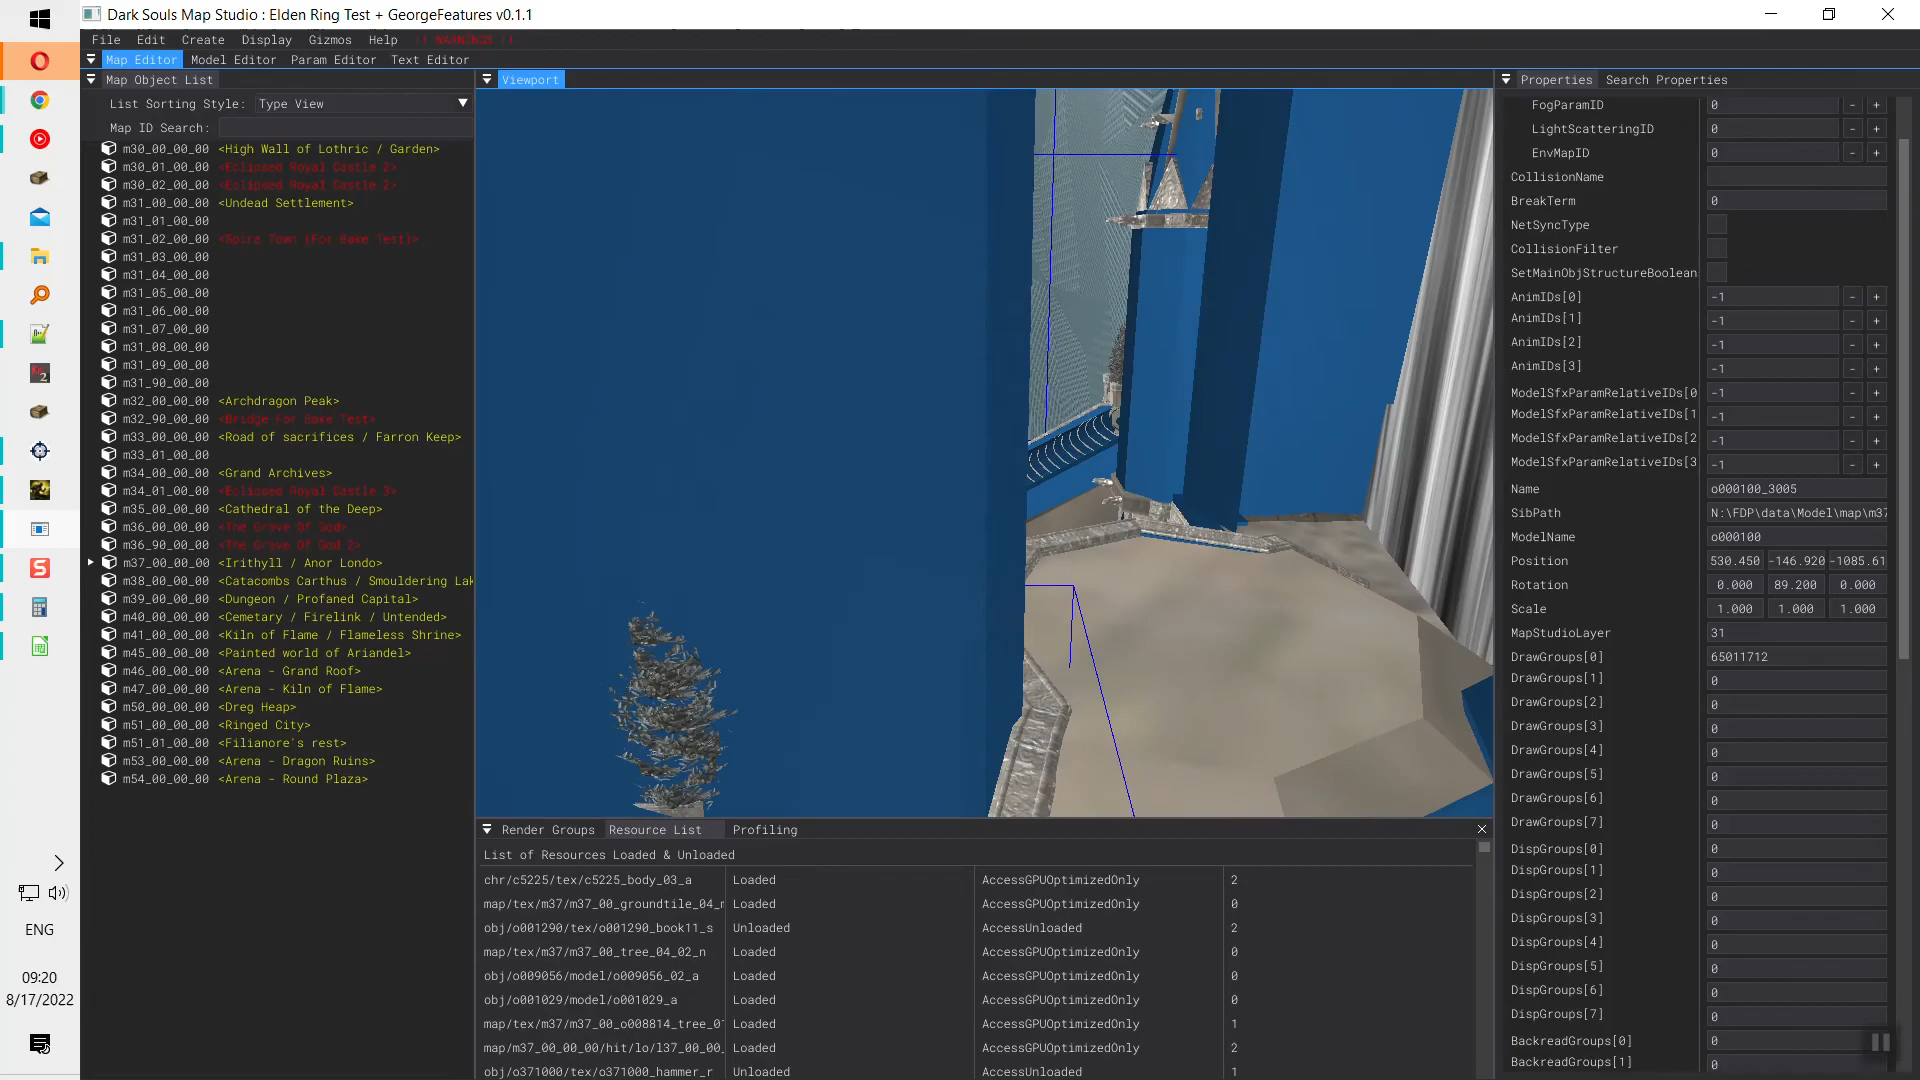 Dark Souls Map Studio : Elden Ring Test + GeorgeFeatures v0.1.1
File Edit Create Display Gizmos Help !! WARNINGS !!
Map Editor Model Editor Param Editor Text Editor
Map Object List
List Sorting Style: Type View
Map ID Search:
m30_00_00_00 <High Wall of Lothric / Garden>
m30_01_00_00 <Eclipsed Royal Castle 2>
m30_02_00_00 <Eclipsed Royal Castle 2>
m31_00_00_00 <Undead Settlement>
m31_01_00_00
m31_02_00_00 <Spire Town (For Bake Test)>
m31_03_00_00
m31_04_00_00
m31_05_00_00
m31_06_00_00
m31_07_00_00
m31_08_00_00
m31_09_00_00
m31_90_00_00
m32_00_00_00 <Archdragon Peak>
m32_90_00_00 <Bridge For Bake Test>
m33_00_00_00 <Road of sacrifices / Farron Keep>
m33_01_00_00
m34_00_00_00 <Grand Archives>
m34_01_00_00 <Eclipsed Royal Castle 3>
m35_00_00_00 <Cathedral of the Deep>
m36_00_00_00 <The Grave Of God>
m36_90_00_00 <The Grave Of God 2>
m37_00_00_00 <Irithyll / Anor Londo>
m38_00_00_00 <Catacombs Carthus / Smouldering Lak
m39_00_00_00 <Dungeon / Profaned Capital>
m40_00_00_00 <Cemetary / Firelink / Untended>
m41_00_00_00 <Kiln of Flame / Flameless Shrine>
m45_00_00_00 <Painted world of Ariandel>
m46_00_00_00 <Arena - Grand Roof>
m47_00_00_00 <Arena - Kiln of Flame>
m50_00_00_00 <Dreg Heap>
m51_00_00_00 <Ringed City>
m51_01_00_00 <Filianore's rest>
m53_00_00_00 <Arena - Dragon Ruins>
m54_00_00_00 <Arena - Round Plaza>
Viewport
Render Groups Resource List Profiling
List of Resources Loaded & Unloaded
chr/c5225/tex/c5225_body_03_a Loaded AccessGPUOptimizedOnly 2
map/tex/m37/m37_00_groundtile_04_n Loaded AccessGPUOptimizedOnly 0
obj/o001290/tex/o001290_book11_s Unloaded AccessUnloaded 2
map/tex/m37/m37_00_tree_04_02_n Loaded AccessGPUOptimizedOnly 0
obj/o009056/model/o009056_02_a Loaded AccessGPUOptimizedOnly 0
obj/o001029/model/o001029_a Loaded AccessGPUOptimizedOnly 0
map/tex/m37/m37_00_o008814_tree_0 Loaded AccessGPUOptimizedOnly 1
map/m37_00_00_00/hit/lo/l37_00_00_ Loaded AccessGPUOptimizedOnly 2
obj/o371000/tex/o371000_hammer_r Unloaded AccessUnloaded 1
Properties Search Properties
FogParamID 0 - +
LightScatteringID 0 - +
EnvMapID 0 - +
CollisionName
BreakTerm 0
NetSyncType
CollisionFilter
SetMainObjStructureBoolean
AnimIDs[0] -1 - +
AnimIDs[1] -1 - +
AnimIDs[2] -1 - +
AnimIDs[3] -1 - +
ModelSfxParamRelativeIDs[0 -1 - +
ModelSfxParamRelativeIDs[1 -1 - +
ModelSfxParamRelativeIDs[2 -1 - +
ModelSfxParamRelativeIDs[3 -1 - +
Name o000100_3005
SibPath N:\FDP\data\Model\map\m37
ModelName o000100
Position 530.450 -146.920 -1085.61
Rotation 0.000 89.200 0.000
Scale 1.000 1.000 1.000
MapStudioLayer 31
DrawGroups[0] 65011712
DrawGroups[1] 0
DrawGroups[2] 0
DrawGroups[3] 0
DrawGroups[4] 0
DrawGroups[5] 0
DrawGroups[6] 0
DrawGroups[7] 0
DispGroups[0] 0
DispGroups[1] 0
DispGroups[2] 0
DispGroups[3] 0
DispGroups[4] 0
DispGroups[5] 0
DispGroups[6] 0
DispGroups[7] 0
BackreadGroups[0] 0
BackreadGroups[1] 0
ENG
09:20
8/17/2022